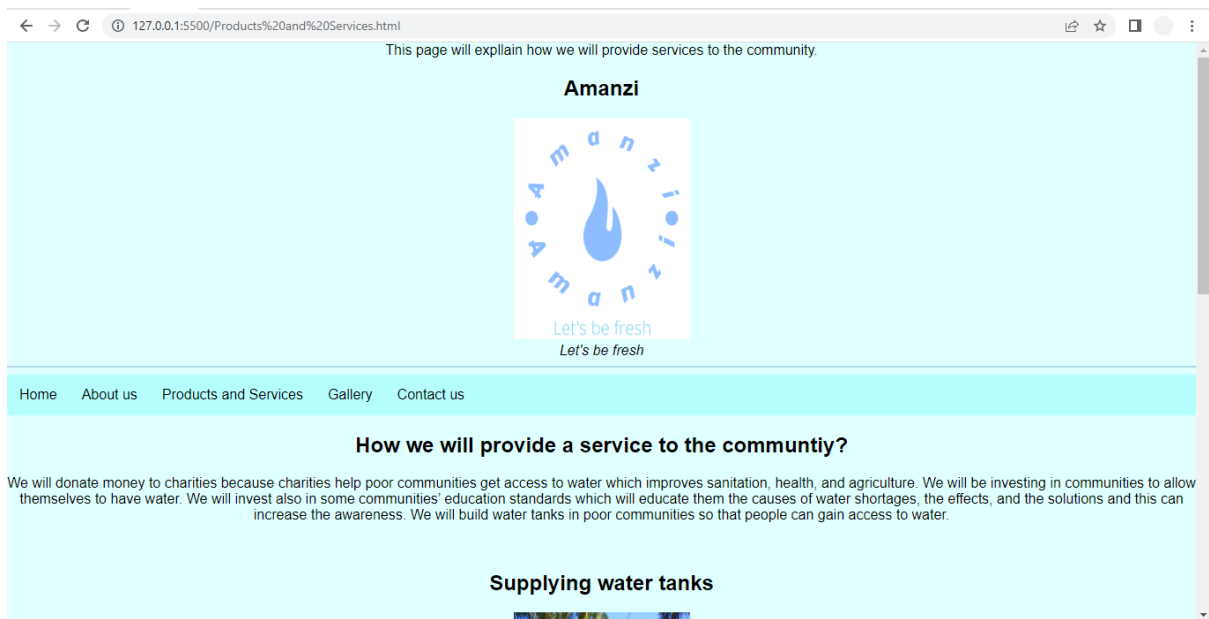 127.0.0.1:5500/Products%20and%20Services.html
This page will expllain how we will provide services to the community.
Amanzi
Amanzi
Amanzi
Let's be fresh
Let's be fresh
Home About us Products and Services Gallery Contact us
How we will provide a service to the communtiy?
We will donate money to charities because charities help poor communities get access to water which improves sanitation, health, and agriculture. We will be investing in communities to allow
themselves to have water. We will invest also in some communities’ education standards which will educate them the causes of water shortages, the effects, and the solutions and this can
increase the awareness. We will build water tanks in poor communities so that people can gain access to water.
Supplying water tanks